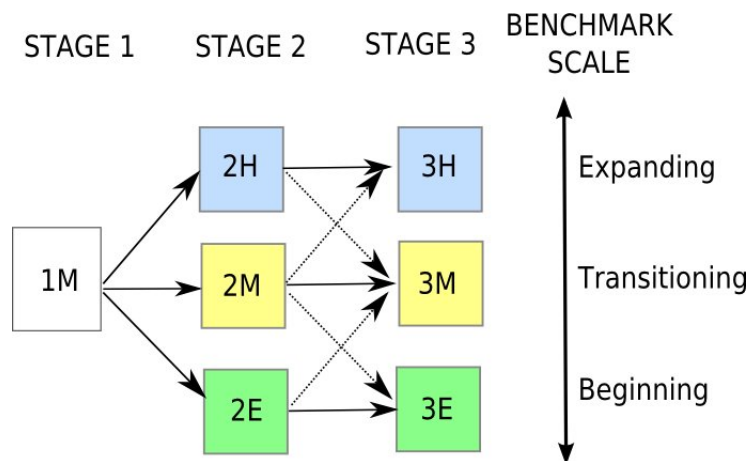 STAGE 1
STAGE 2
STAGE 3
BENCHMARK
SCALE
2H
3H
Expanding
1M
2M
3M
Transitioning
2E
3E
Beginning